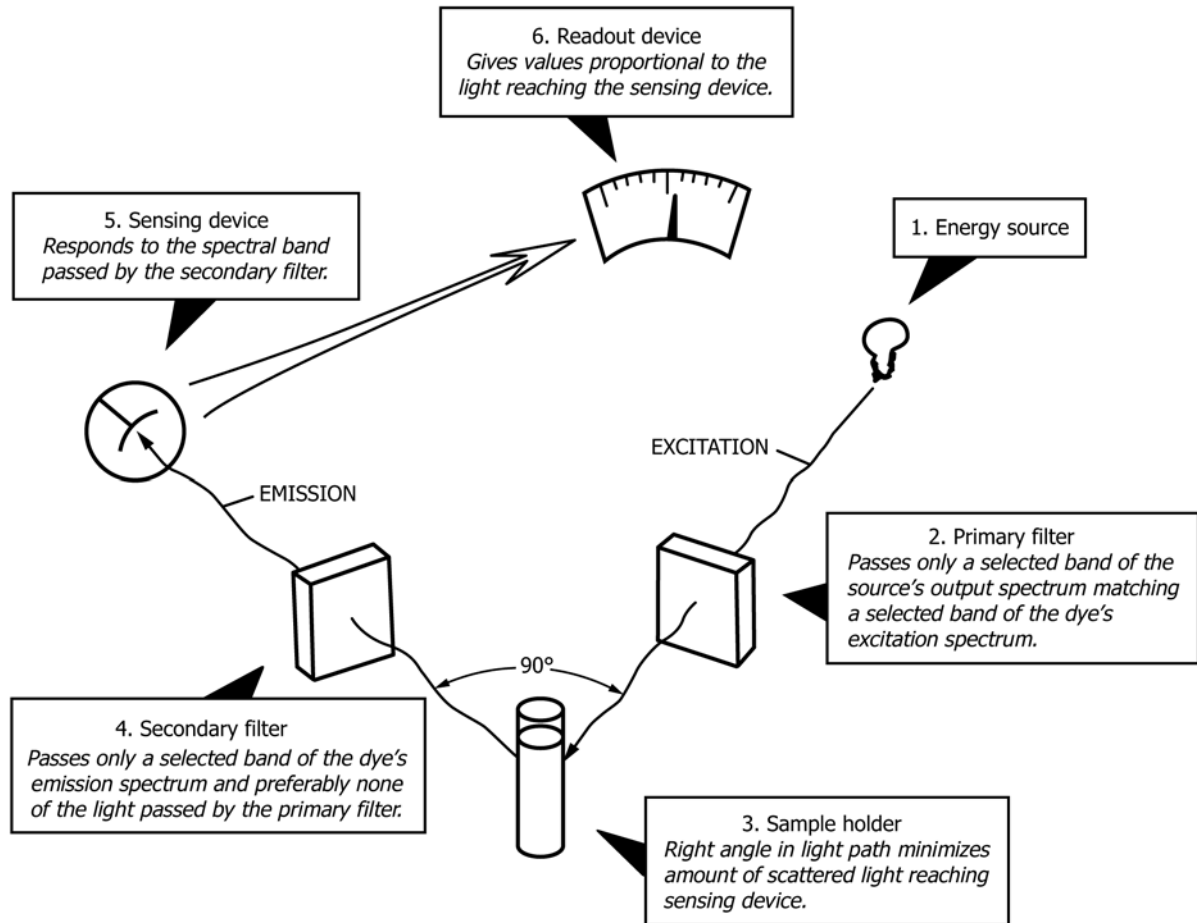 6. Readout device
Gives values proportional to the
light reaching the sensing device.
5. Sensing device
Responds to the spectral band
passed by the secondary filter.
1. Energy source
EXCITATION
EMISSION
2. Primary filter
Passes only a selected band of the
source's output spectrum matching
a selected band of the dye's
excitation spectrum.
90°
4. Secondary filter
Passes only a selected band of the dye's
emission spectrum and preferably none
of the light passed by the primary filter.
3. Sample holder
Right angle in light path minimizes
amount of scattered light reaching
sensing device.